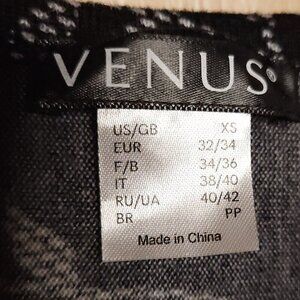 VENUS®
US/GB XS
EUR 32/34
F/B 34/36
IT 38/40
RU/UA 40/42
BR PP
Made in China